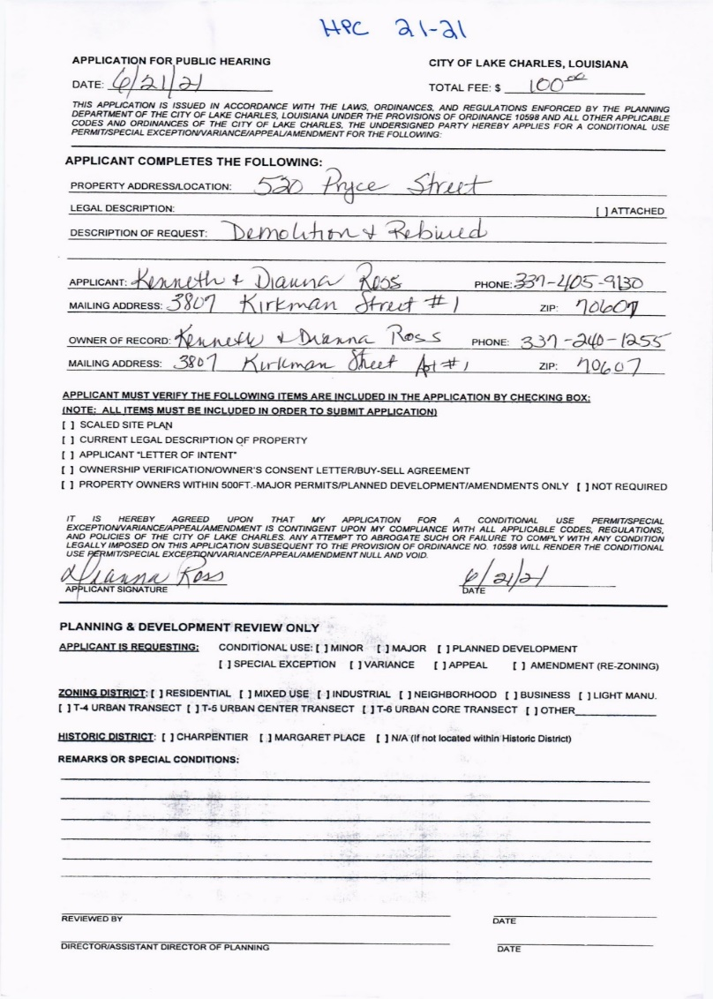 HPC 21-21
APPLICATION FOR PUBLIC HEARING CITY OF LAKE CHARLES, LOUISIANA
DATE: 6/21/21 TOTAL FEE: $ 100.00
THIS APPLICATION IS ISSUED IN ACCORDANCE WITH THE LAWS, ORDINANCES, AND REGULATIONS ENFORCED BY THE PLANNING
DEPARTMENT OF THE CITY OF LAKE CHARLES, LOUISIANA UNDER THE PROVISIONS OF ORDINANCE 10598 AND ALL OTHER APPLICABLE
CODES AND ORDINANCES OF THE CITY OF LAKE CHARLES, THE UNDERSIGNED PARTY HEREBY APPLIES FOR A CONDITIONAL USE
PERMIT/SPECIAL EXCEPTION/VARIANCE/APPEAL/AMENDMENT FOR THE FOLLOWING:
APPLICANT COMPLETES THE FOLLOWING:
PROPERTY ADDRESS/LOCATION: 520 Pryce Street
LEGAL DESCRIPTION: [ ] ATTACHED
DESCRIPTION OF REQUEST: Demolition & Rebiued
APPLICANT: Kenneth & Dianna Ross PHONE: 337-405-9130
MAILING ADDRESS: 3807 Kirkman Street #1 ZIP: 70607
OWNER OF RECORD: Kenneth & Dianna Ross PHONE: 337-240-1255
MAILING ADDRESS: 3807 Kirkman Street Apt #1 ZIP: 70607
APPLICANT MUST VERIFY THE FOLLOWING ITEMS ARE INCLUDED IN THE APPLICATION BY CHECKING BOX:
(NOTE: ALL ITEMS MUST BE INCLUDED IN ORDER TO SUBMIT APPLICATION)
[ ] SCALED SITE PLAN
[ ] CURRENT LEGAL DESCRIPTION OF PROPERTY
[ ] APPLICANT "LETTER OF INTENT"
[ ] OWNERSHIP VERIFICATION/OWNER'S CONSENT LETTER/BUY-SELL AGREEMENT
[ ] PROPERTY OWNERS WITHIN 500FT.-MAJOR PERMITS/PLANNED DEVELOPMENT/AMENDMENTS ONLY [ ] NOT REQUIRED
IT IS HEREBY AGREED UPON THAT MY APPLICATION FOR A CONDITIONAL USE PERMIT/SPECIAL
EXCEPTION/VARIANCE/APPEAL/AMENDMENT IS CONTINGENT UPON MY COMPLIANCE WITH ALL APPLICABLE CODES, REGULATIONS,
AND POLICIES OF THE CITY OF LAKE CHARLES. ANY ATTEMPT TO ABROGATE SUCH OR FAILURE TO COMPLY WITH ANY CONDITION
LEGALLY IMPOSED ON THIS APPLICATION SUBSEQUENT TO THE PROVISION OF ORDINANCE NO. 10598 WILL RENDER THE CONDITIONAL
USE PERMIT/SPECIAL EXCEPTION/VARIANCE/APPEAL/AMENDMENT NULL AND VOID.
Dianna Ross 6/21/21
APPLICANT SIGNATURE DATE
PLANNING & DEVELOPMENT REVIEW ONLY
APPLICANT IS REQUESTING: CONDITIONAL USE: [ ] MINOR [ ] MAJOR [ ] PLANNED DEVELOPMENT
[ ] SPECIAL EXCEPTION [ ] VARIANCE [ ] APPEAL [ ] AMENDMENT (RE-ZONING)
ZONING DISTRICT: [ ] RESIDENTIAL [ ] MIXED USE [ ] INDUSTRIAL [ ] NEIGHBORHOOD [ ] BUSINESS [ ] LIGHT MANU.
[ ] T-4 URBAN TRANSECT [ ] T-5 URBAN CENTER TRANSECT [ ] T-6 URBAN CORE TRANSECT [ ] OTHER
HISTORIC DISTRICT: [ ] CHARPENTIER [ ] MARGARET PLACE [ ] N/A (If not located within Historic District)
REMARKS OR SPECIAL CONDITIONS:
REVIEWED BY DATE
DIRECTOR/ASSISTANT DIRECTOR OF PLANNING DATE